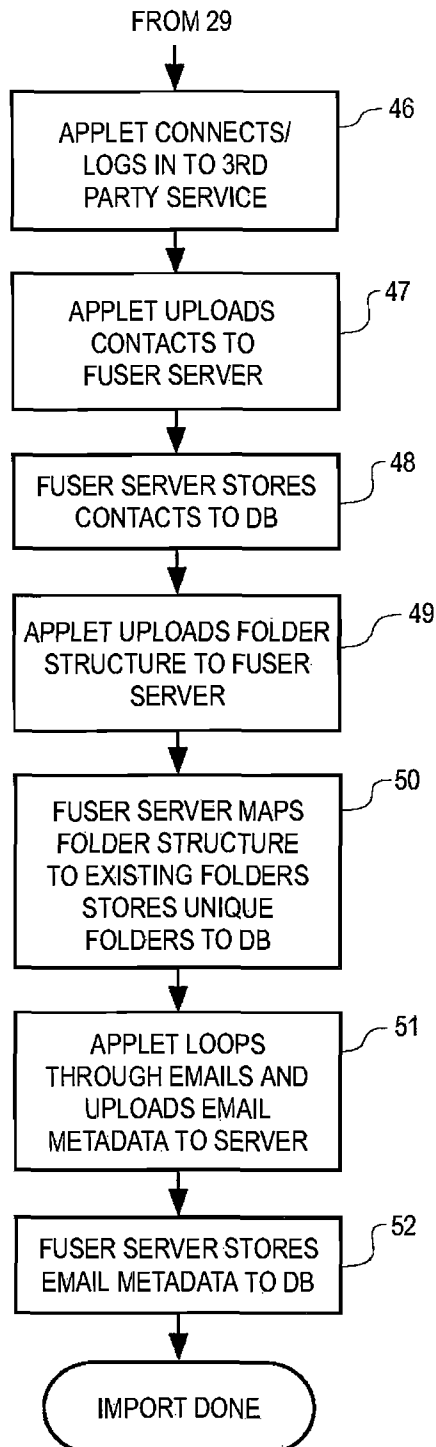 FROM 29
46
APPLET CONNECTS/
LOGS IN TO 3RD
PARTY SERVICE
47
APPLET UPLOADS
CONTACTS TO
FUSER SERVER
48
FUSER SERVER STORES
CONTACTS TO DB
49
APPLET UPLOADS FOLDER
STRUCTURE TO FUSER
SERVER
50
FUSER SERVER MAPS
FOLDER STRUCTURE
TO EXISTING FOLDERS
STORES UNIQUE
FOLDERS TO DB
51
APPLET LOOPS
THROUGH EMAILS AND
UPLOADS EMAIL
METADATA TO SERVER
52
FUSER SERVER STORES
EMAIL METADATA TO DB
IMPORT DONE